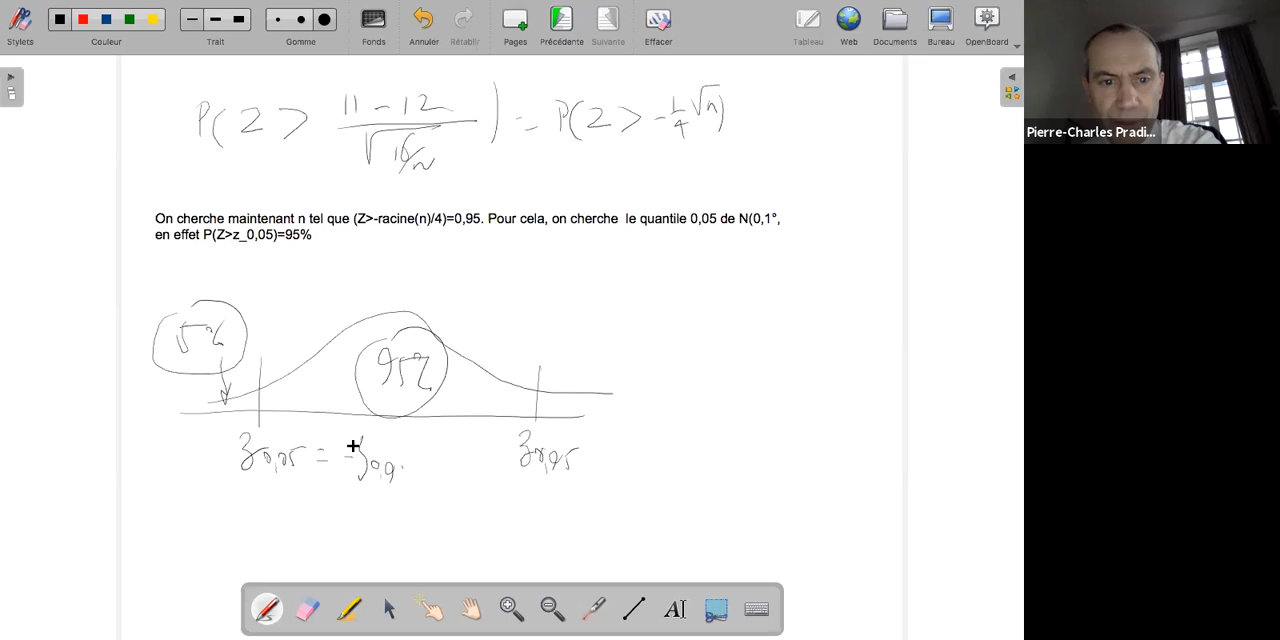 Stylets
Couleur
Trait
Gomme
Fonds
Annuler
Rétablir
Pages
Précédente
Suivante
Effacer
Tableau
Web
Documents
Bureau
OpenBoard
Pierre-Charles Pradi...
P( Z > 11 - 12 / √16/n ) = P(Z > -1/4 √n)
On cherche maintenant n tel que (Z>-racine(n)/4)=0,95. Pour cela, on cherche le quantile 0,05 de N(0,1°,
en effet P(Z>z_0,05)=95%
5%
95%
z0,05 = -z0,9
z0,95
A